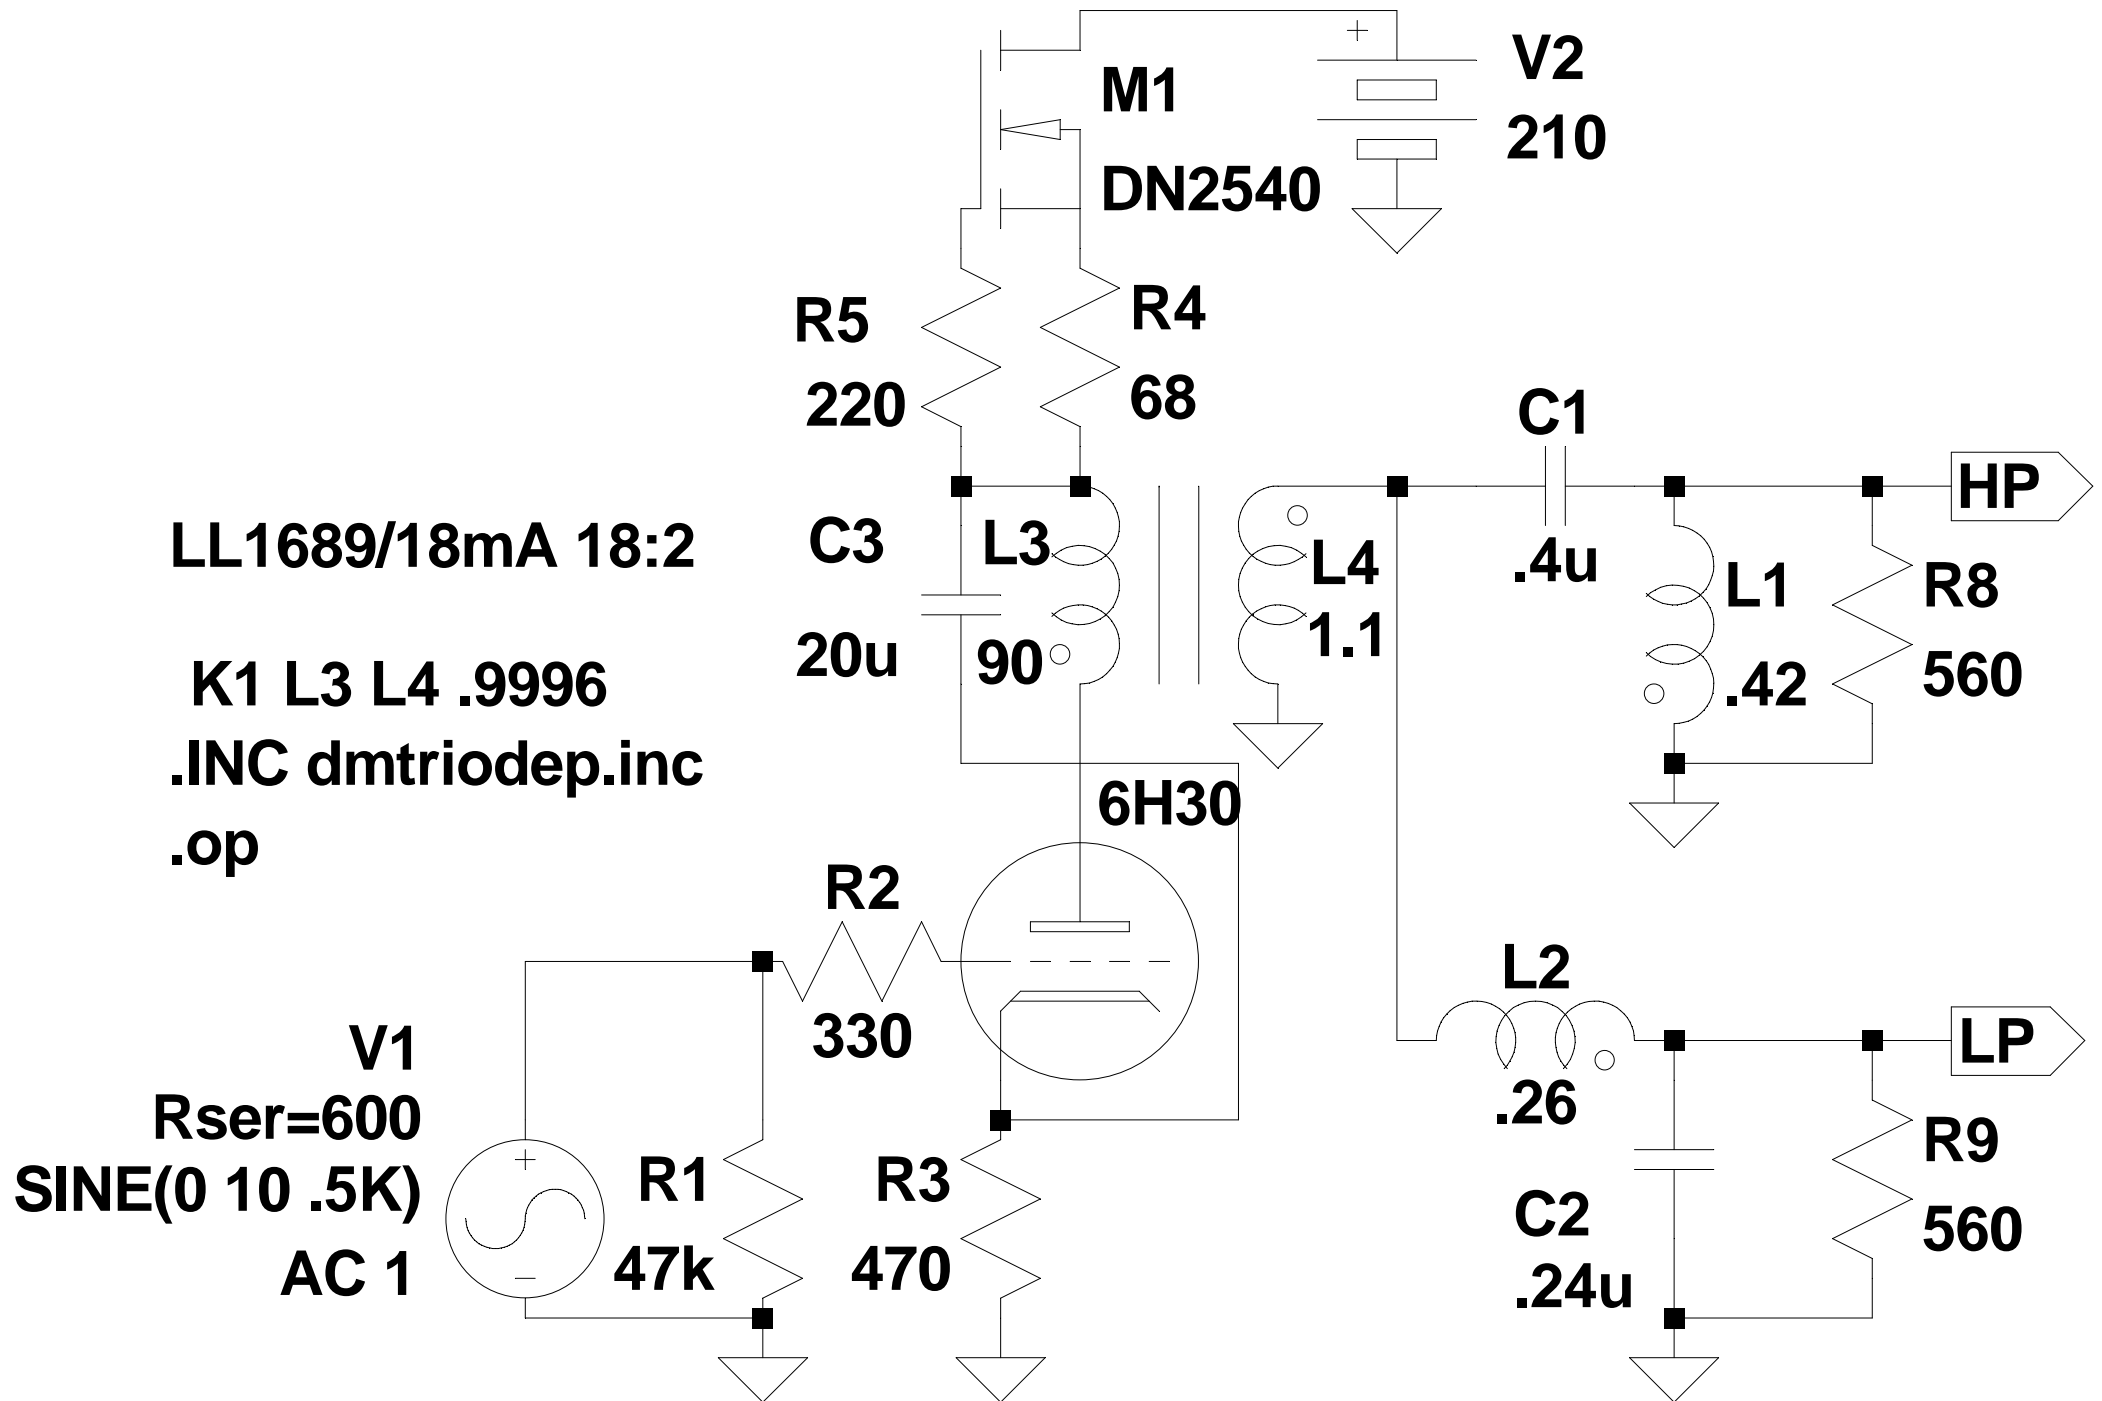 V2
210
M1
DN2540
R5
220
R4
68
C1
.4u
HP
LL1689/18mA 18:2
C3
20u
L3
90
L4
1.1
L1
.42
R8
560
K1 L3 L4 .9996
.INC dmtriodep.inc
.op
6H30
R2
330
L2
.26
LP
V1
Rser=600
SINE(0 10 .5K)
AC 1
R1
47k
R3
470
C2
.24u
R9
560